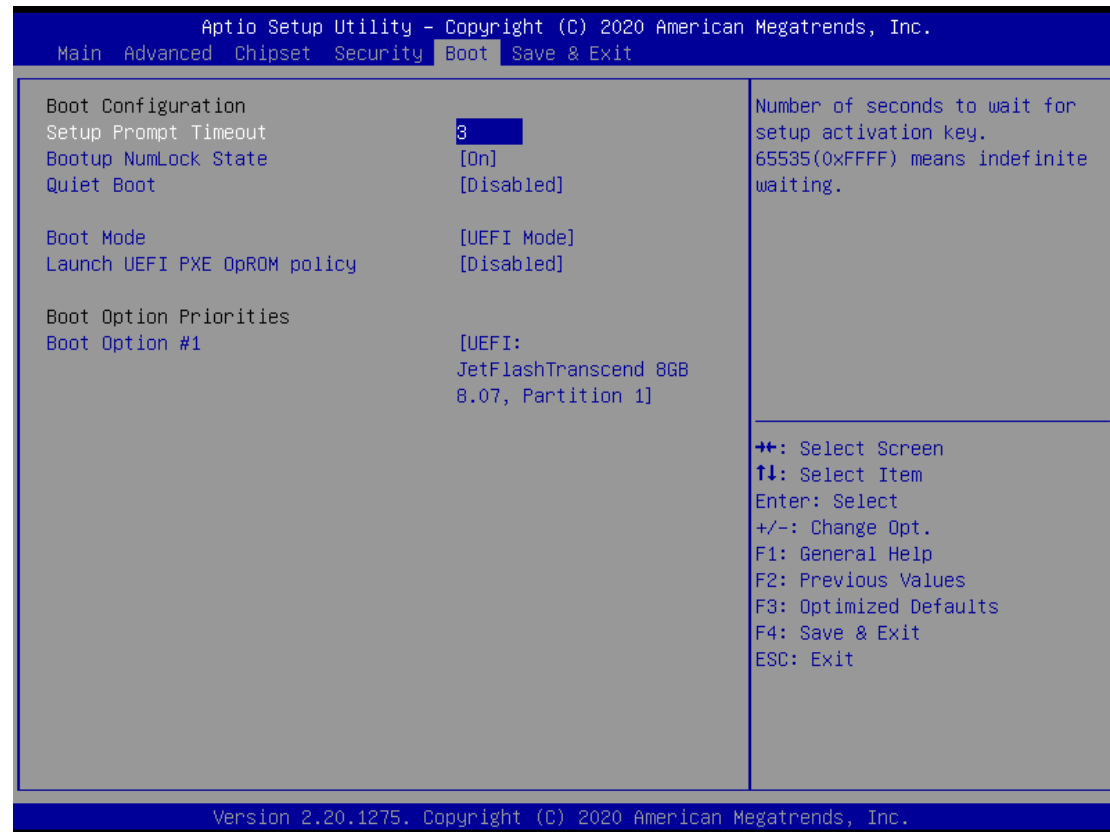 Aptio Setup Utility – Copyright (C) 2020 American Megatrends, Inc.
Main Advanced Chipset Security Boot Save & Exit
Boot Configuration
Setup Prompt Timeout 3
Bootup NumLock State [On]
Quiet Boot [Disabled]
Boot Mode [UEFI Mode]
Launch UEFI PXE OpROM policy [Disabled]
Boot Option Priorities
Boot Option #1 [UEFI:
JetFlashTranscend 8GB
8.07, Partition 1]
Number of seconds to wait for
setup activation key.
65535(0xFFFF) means indefinite
waiting.
→←: Select Screen
↑↓: Select Item
Enter: Select
+/-: Change Opt.
F1: General Help
F2: Previous Values
F3: Optimized Defaults
F4: Save & Exit
ESC: Exit
Version 2.20.1275. Copyright (C) 2020 American Megatrends, Inc.